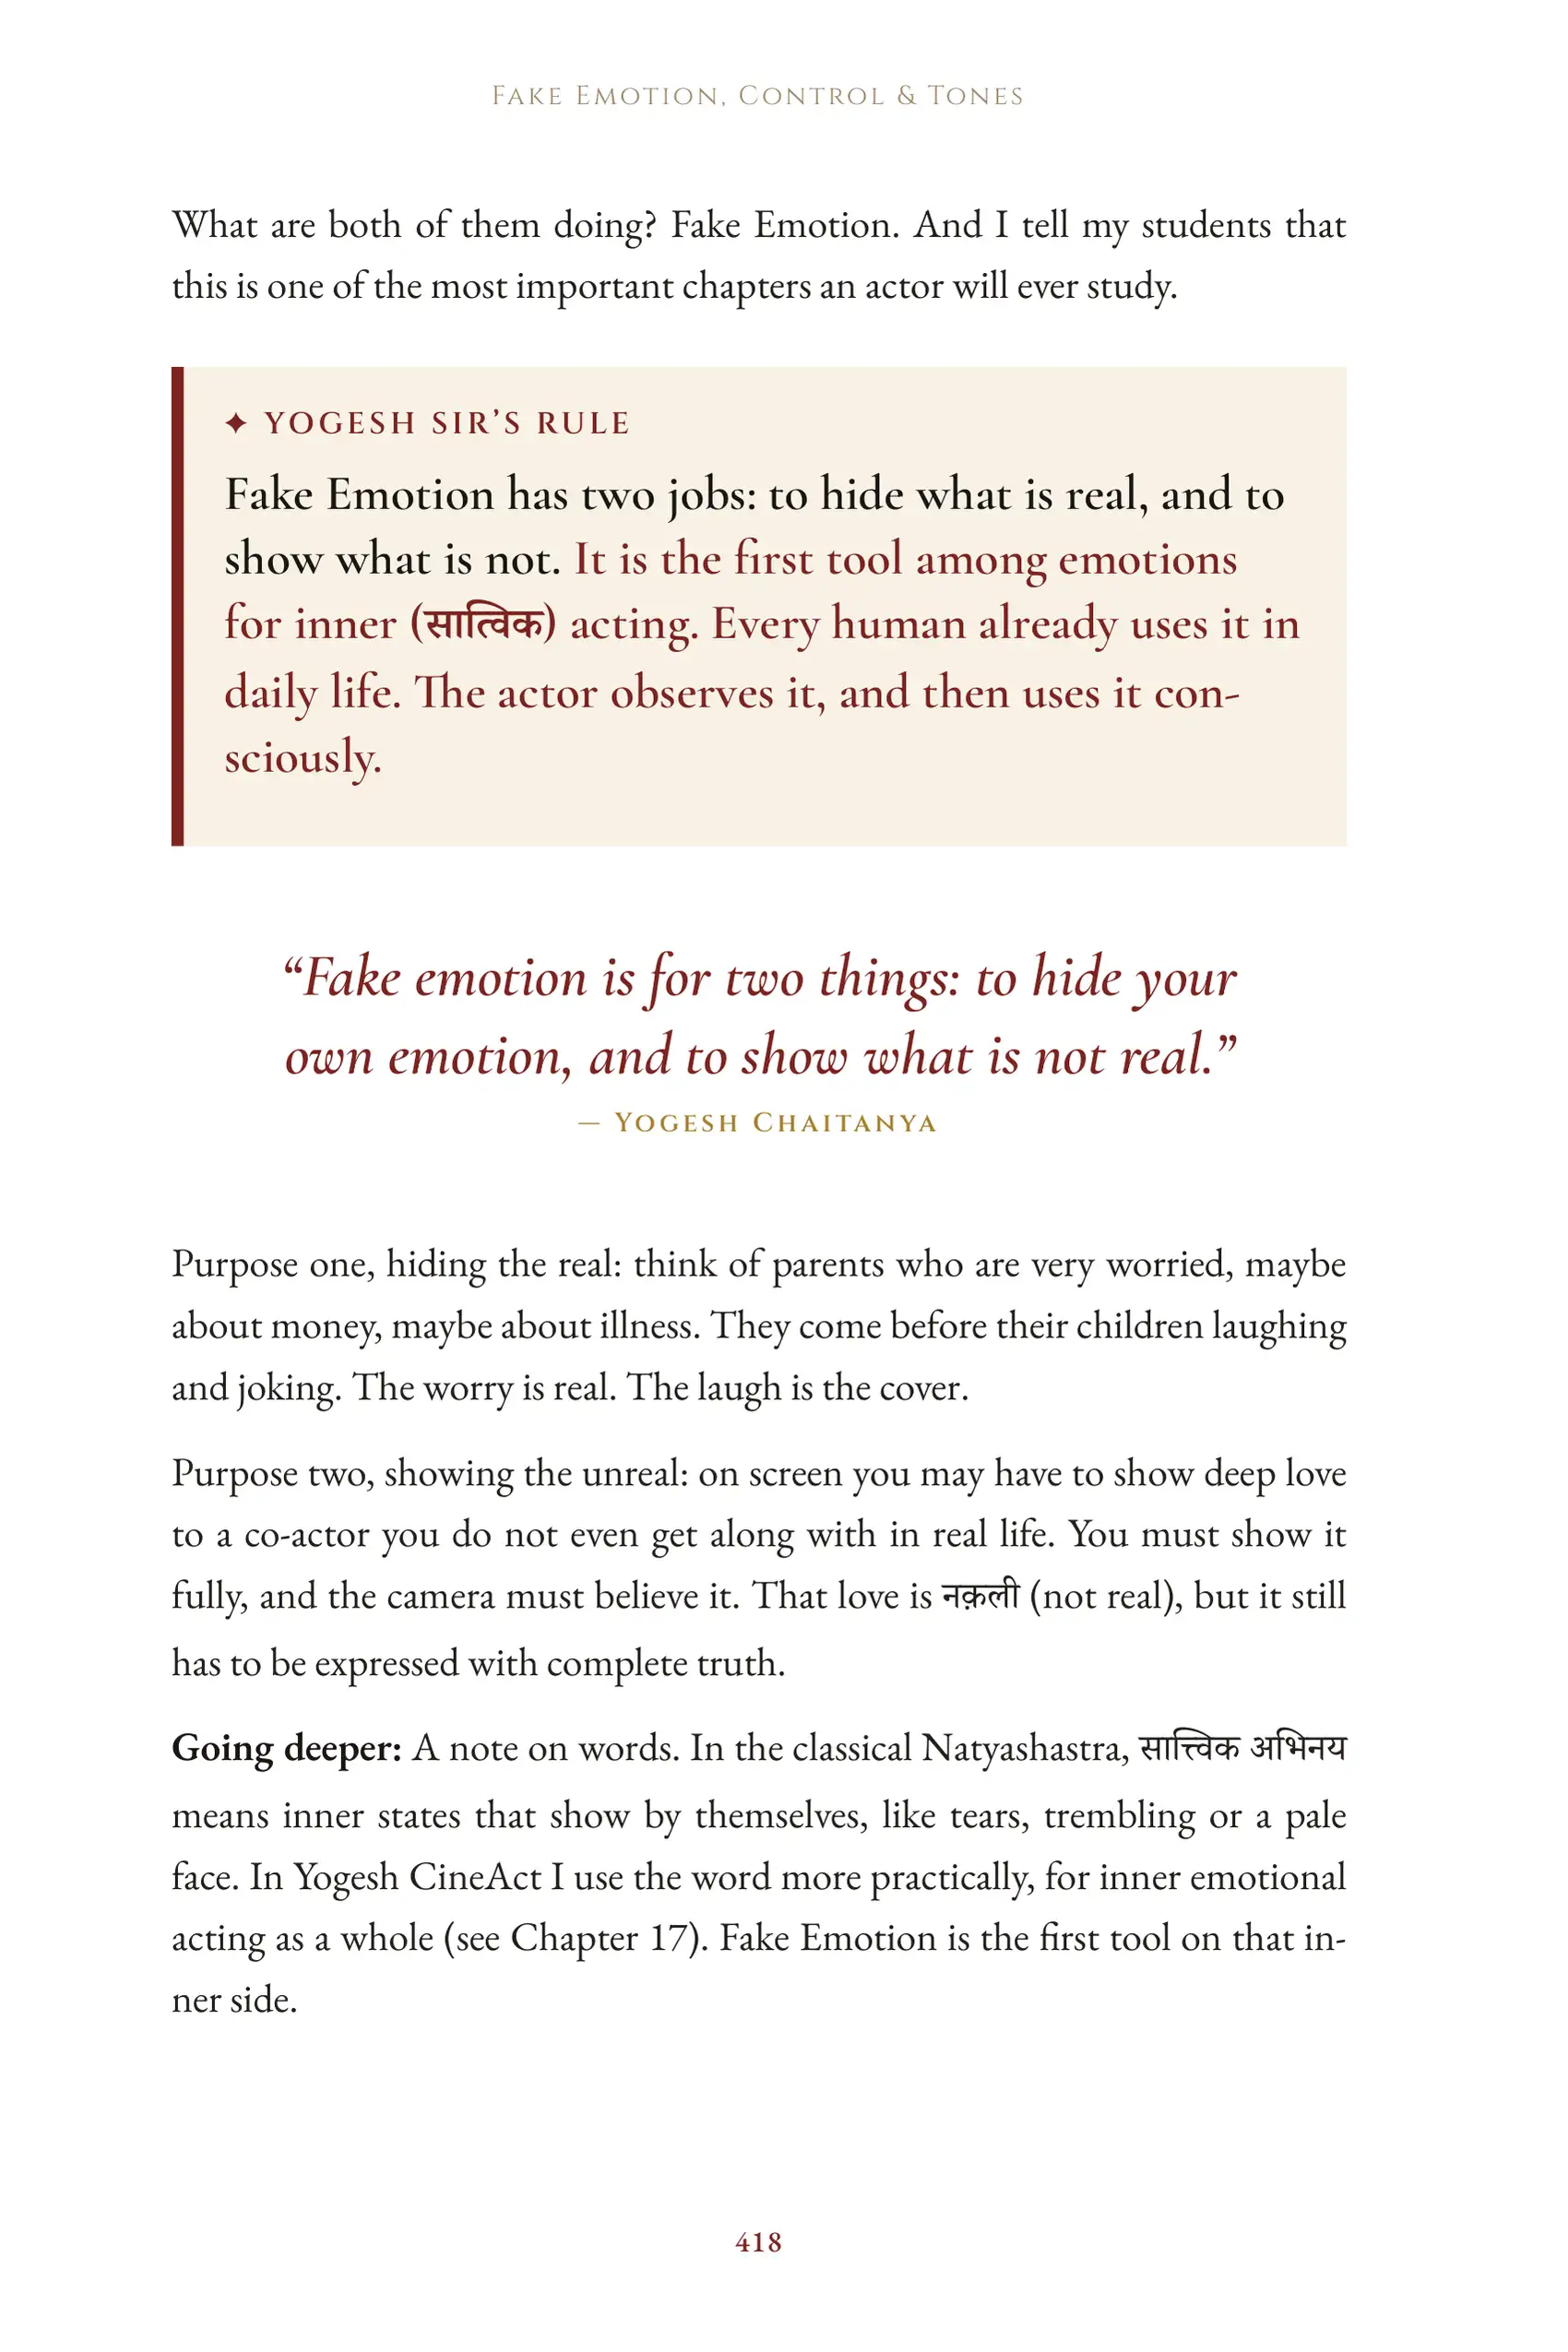 FAKE EMOTION, CONTROL & TONES
What are both of them doing? Fake Emotion. And I tell my students that
this is one of the most important chapters an actor will ever study.
✦ YOGESH SIR’S RULE
Fake Emotion has two jobs: to hide what is real, and to
show what is not. It is the first tool among emotions
for inner (सात्विक) acting. Every human already uses it in
daily life. The actor observes it, and then uses it con-
sciously.
“Fake emotion is for two things: to hide your
own emotion, and to show what is not real.”
— YOGESH CHAITANYA
Purpose one, hiding the real: think of parents who are very worried, maybe
about money, maybe about illness. They come before their children laughing
and joking. The worry is real. The laugh is the cover.
Purpose two, showing the unreal: on screen you may have to show deep love
to a co-actor you do not even get along with in real life. You must show it
fully, and the camera must believe it. That love is नक़ली (not real), but it still
has to be expressed with complete truth.
Going deeper: A note on words. In the classical Natyashastra, सात्त्विक अभिनय
means inner states that show by themselves, like tears, trembling or a pale
face. In Yogesh CineAct I use the word more practically, for inner emotional
acting as a whole (see Chapter 17). Fake Emotion is the first tool on that in-
ner side.
418